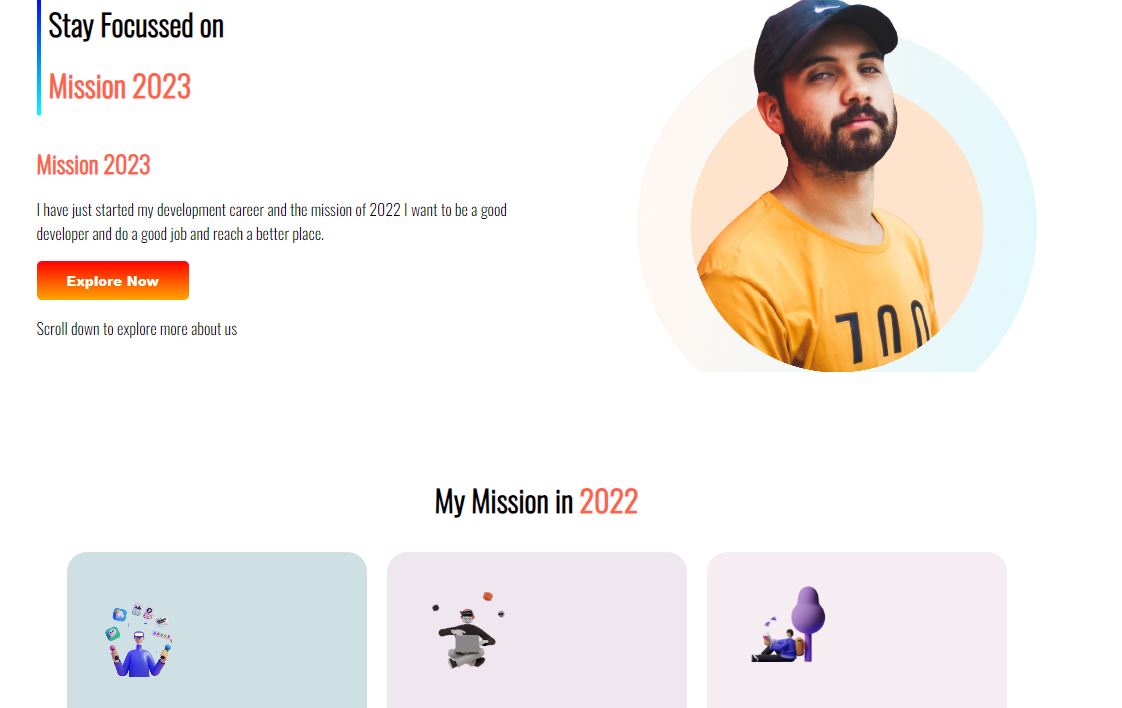 Stay Focussed on
Mission 2023
Mission 2023
I have just started my development career and the mission of 2022 I want to be a good
developer and do a good job and reach a better place.
Explore Now
Scroll down to explore more about us
My Mission in 2022